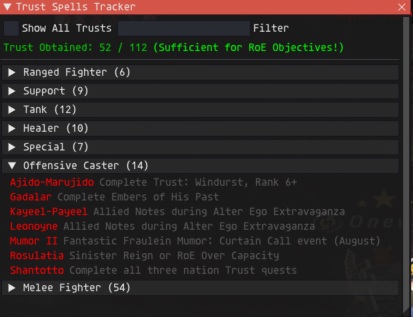 Trust Spells Tracker
Show All Trusts Filter
Trust Obtained: 52 / 112 (Sufficient for RoE Objectives!)
Ranged Fighter (6)
Support (9)
Tank (12)
Healer (10)
Special (7)
Offensive Caster (14)
Ajido-Marujido Complete Trust: Windurst, Rank 6+
Gadalar Complete Embers of His Past
Kayeel-Payeel Allied Notes during Alter Ego Extravaganza
Leonoyne Allied Notes during Alter Ego Extravaganza
Mumor II Fantastic Fraulein Mumor: Curtain Call event (August)
Rosulatia Sinister Reign or RoE Over Capacity
Shantotto Complete all three nation Trust quests
Melee Fighter (54)